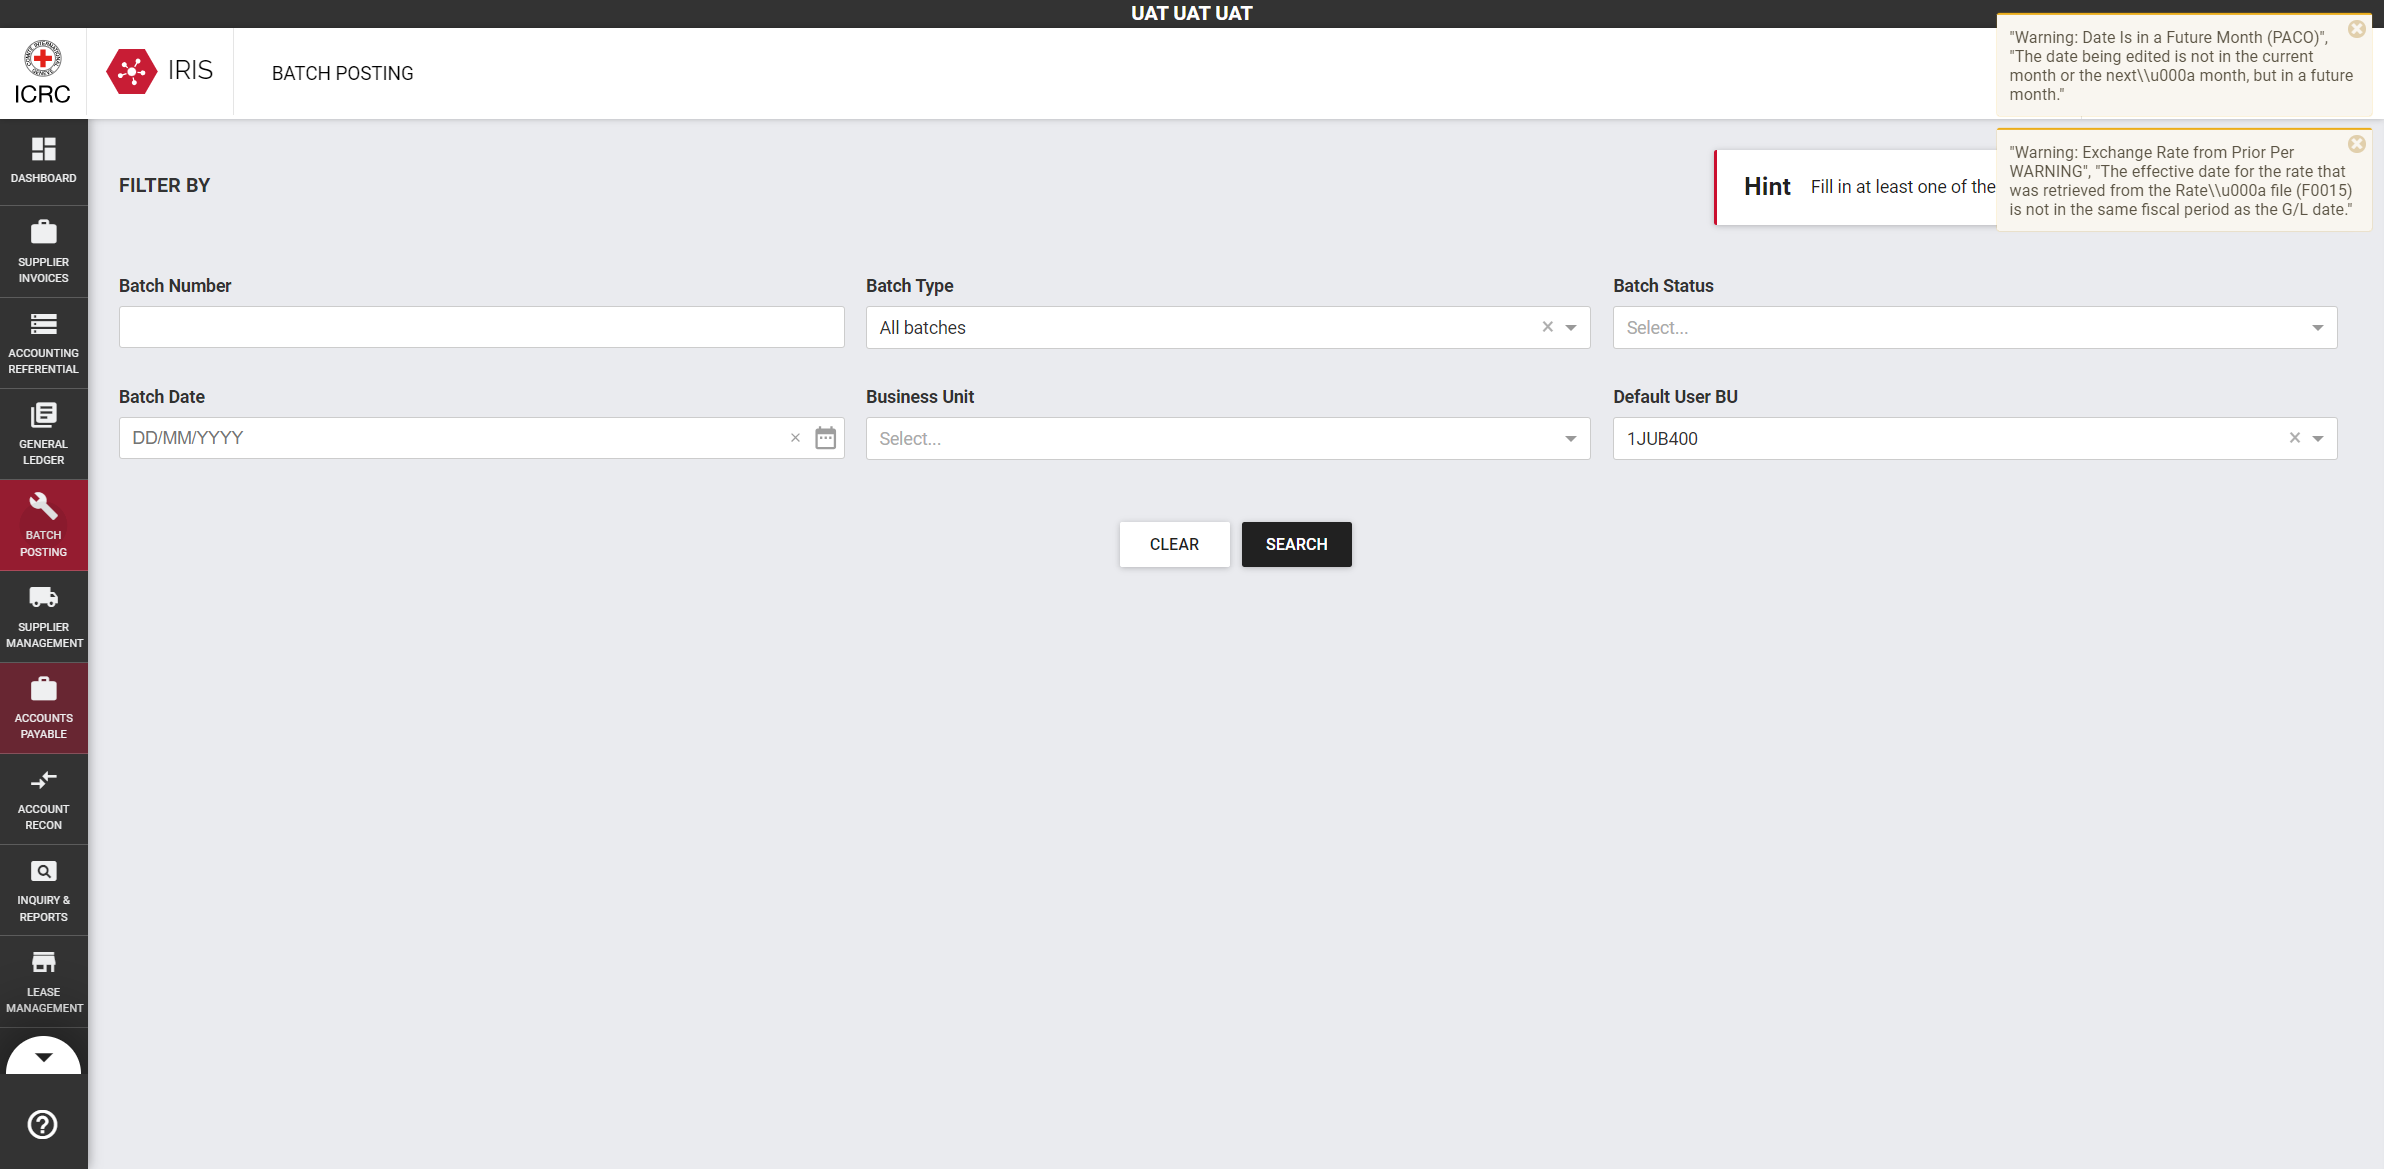 UAT UAT UAT
ICRC
IRIS
BATCH POSTING
"Warning: Date Is in a Future Month (PACO)",
"The date being edited is not in the current
month or the next\\u000a month, but in a future
month."
"Warning: Exchange Rate from Prior Per
WARNING", "The effective date for the rate that
was retrieved from the Rate\\u000a file (F0015)
is not in the same fiscal period as the G/L date."
DASHBOARD
SUPPLIER
INVOICES
ACCOUNTING
REFERENTIAL
GENERAL
LEDGER
BATCH
POSTING
SUPPLIER
MANAGEMENT
ACCOUNTS
PAYABLE
ACCOUNT
RECON
INQUIRY &
REPORTS
LEASE
MANAGEMENT
FILTER BY
Hint Fill in at least one of the
Batch Number
Batch Type
All batches
Batch Status
Select...
Batch Date
DD/MM/YYYY
Business Unit
Select...
Default User BU
1JUB400
CLEAR
SEARCH